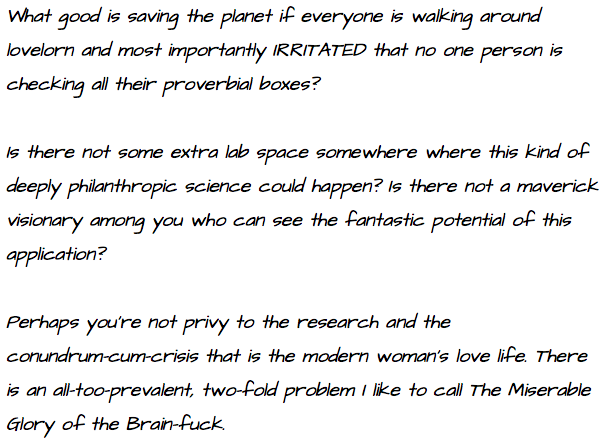 What good is saving the planet if everyone is walking around
lovelorn and most importantly IRRITATED that no one person is
checking all their proverbial boxes?
Is there not some extra lab space somewhere where this kind of
deeply philanthropic science could happen? Is there not a maverick
visionary among you who can see the fantastic potential of this
application?
Perhaps you're not privy to the research and the
conundrum-cum-crisis that is the modern woman's love life. There
is an all-too-prevalent, two-fold problem I like to call The Miserable
Glory of the Brain-fuck.